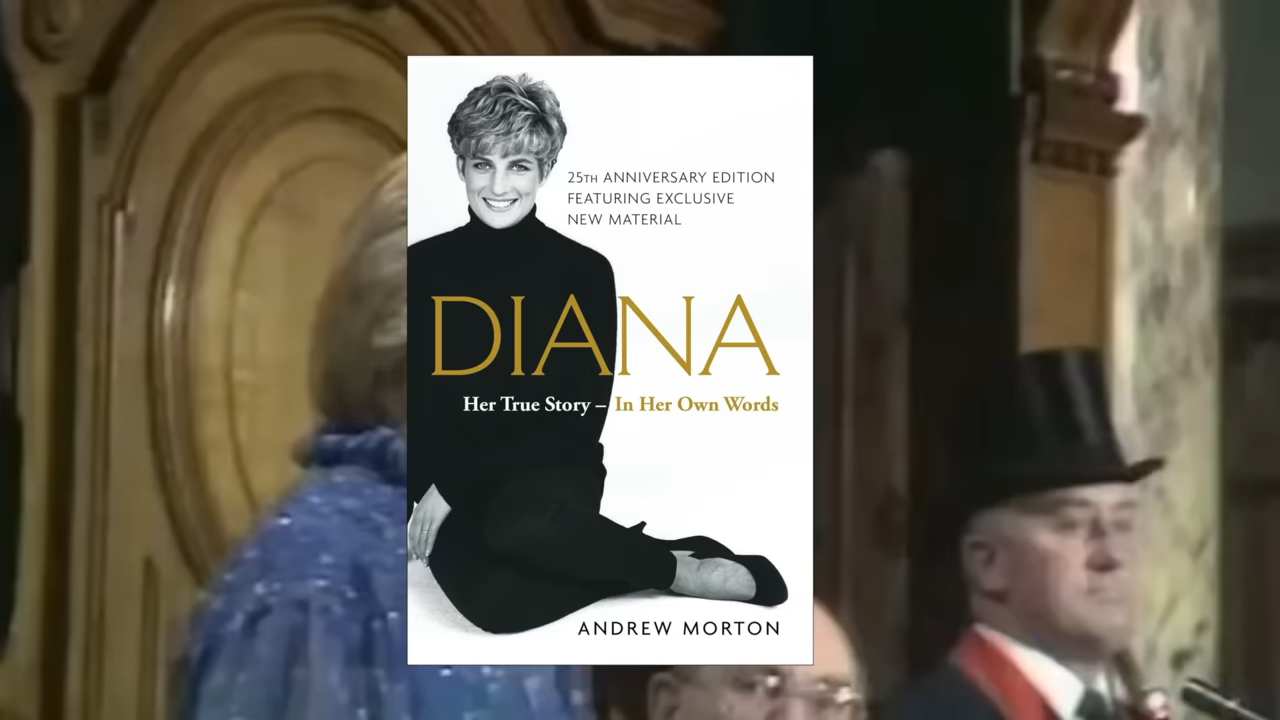 25TH ANNIVERSARY EDITION
FEATURING EXCLUSIVE
NEW MATERIAL
DIANA
Her True Story – In Her Own Words
ANDREW MORTON